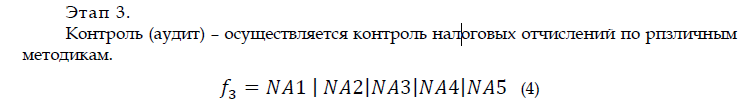 Этап 3.
Контроль (аудит) – осуществляется контроль налоговых отчислений по рпзличным
методикам.
f₃ = NA1 | NA2|NA3|NA4|NA5 (4)